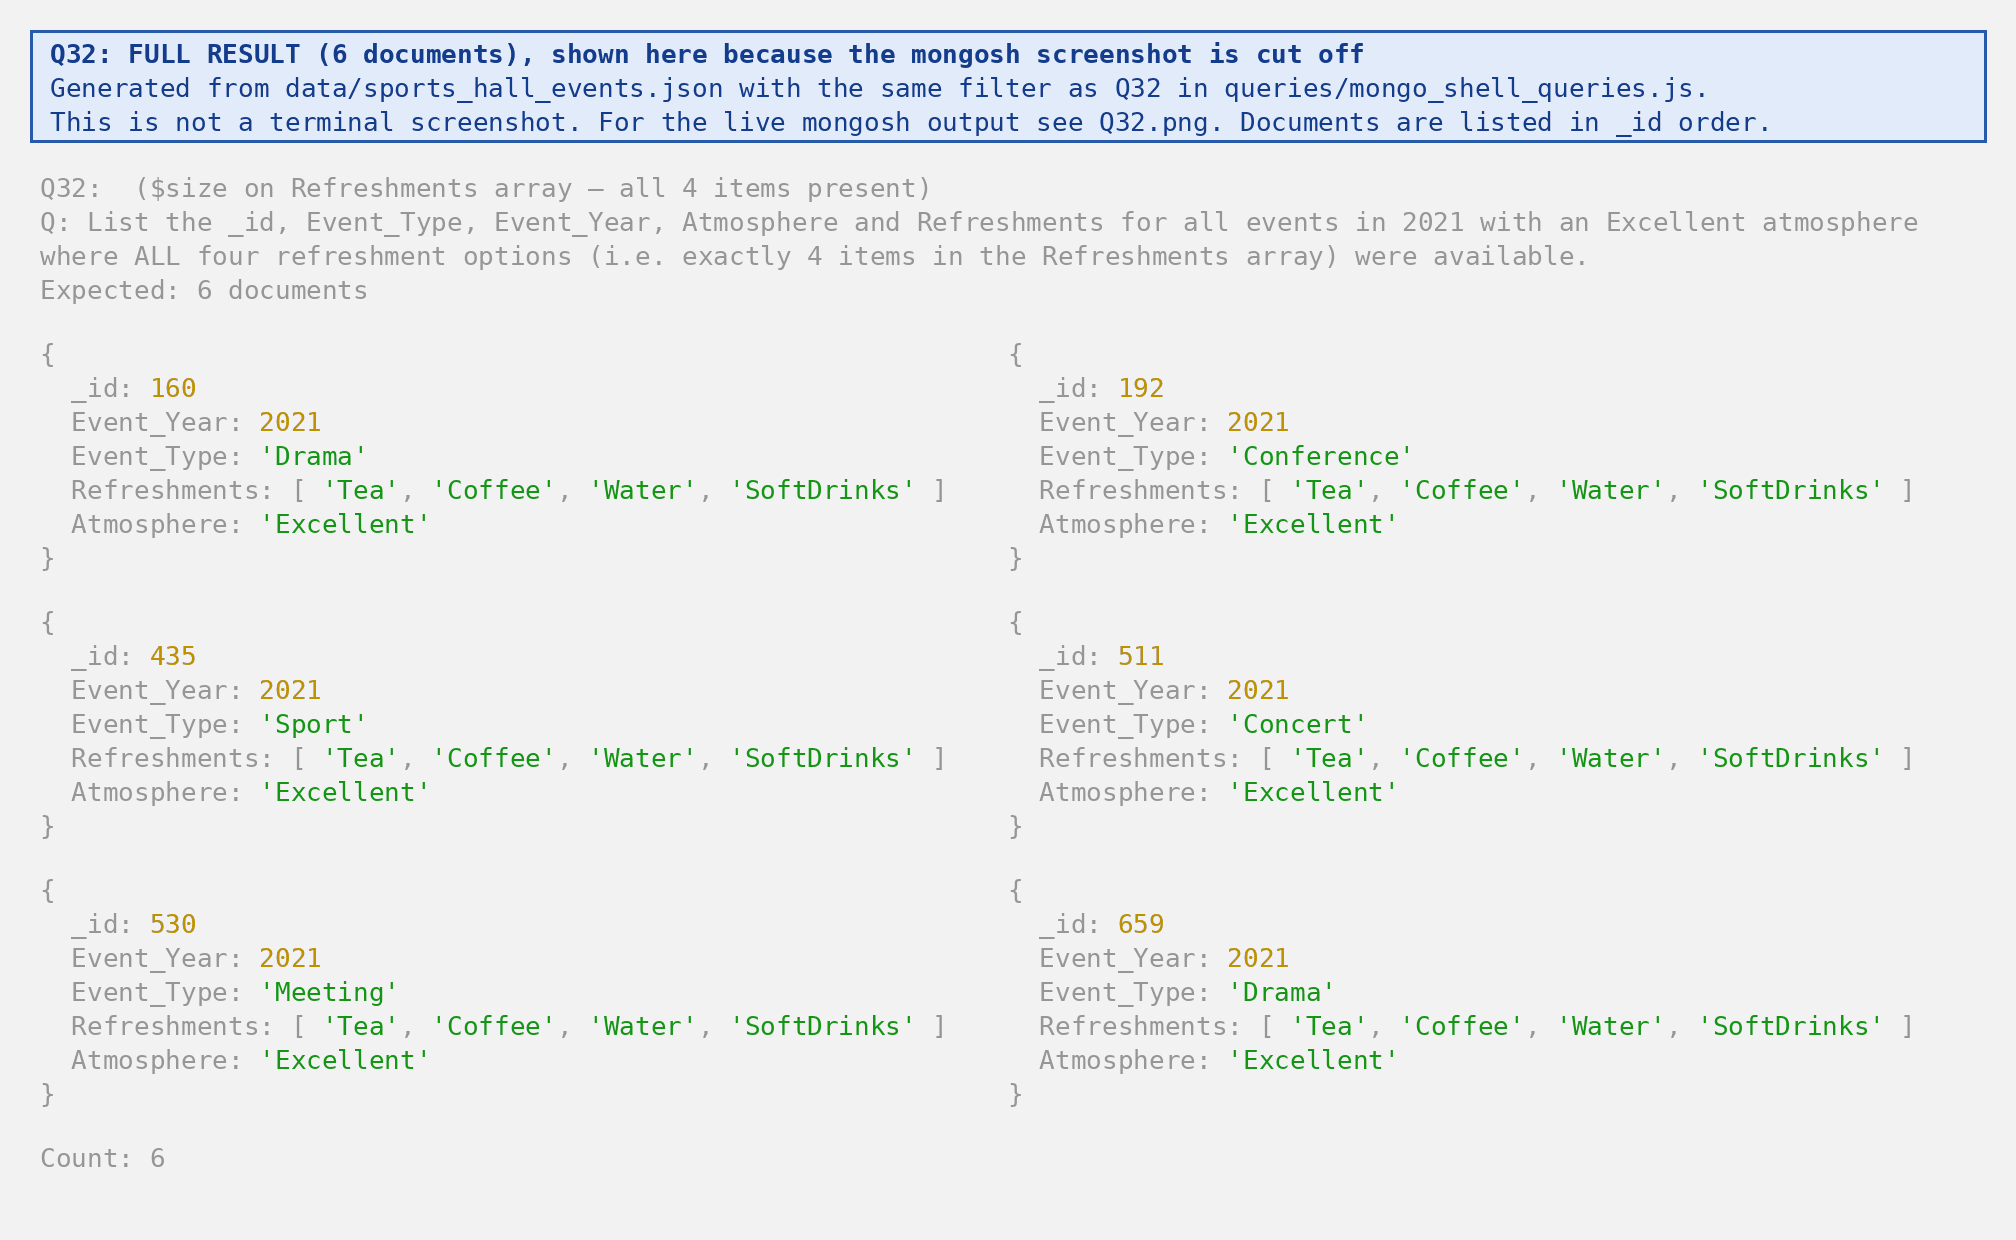 Q32: FULL RESULT (6 documents), shown here because the mongosh screenshot is cut off
Generated from data/sports_hall_events.json with the same filter as Q32 in queries/mongo_shell_queries.js.
This is not a terminal screenshot. For the live mongosh output see Q32.png. Documents are listed in _id order.
Q32:  ($size on Refreshments array — all 4 items present)
Q: List the _id, Event_Type, Event_Year, Atmosphere and Refreshments for all events in 2021 with an Excellent atmosphere
where ALL four refreshment options (i.e. exactly 4 items in the Refreshments array) were available.
Expected: 6 documents
{
  _id: 160
  Event_Year: 2021
  Event_Type: 'Drama'
  Refreshments: [ 'Tea', 'Coffee', 'Water', 'SoftDrinks' ]
  Atmosphere: 'Excellent'
}
{
  _id: 192
  Event_Year: 2021
  Event_Type: 'Conference'
  Refreshments: [ 'Tea', 'Coffee', 'Water', 'SoftDrinks' ]
  Atmosphere: 'Excellent'
}
{
  _id: 435
  Event_Year: 2021
  Event_Type: 'Sport'
  Refreshments: [ 'Tea', 'Coffee', 'Water', 'SoftDrinks' ]
  Atmosphere: 'Excellent'
}
{
  _id: 511
  Event_Year: 2021
  Event_Type: 'Concert'
  Refreshments: [ 'Tea', 'Coffee', 'Water', 'SoftDrinks' ]
  Atmosphere: 'Excellent'
}
{
  _id: 530
  Event_Year: 2021
  Event_Type: 'Meeting'
  Refreshments: [ 'Tea', 'Coffee', 'Water', 'SoftDrinks' ]
  Atmosphere: 'Excellent'
}
{
  _id: 659
  Event_Year: 2021
  Event_Type: 'Drama'
  Refreshments: [ 'Tea', 'Coffee', 'Water', 'SoftDrinks' ]
  Atmosphere: 'Excellent'
}
Count: 6